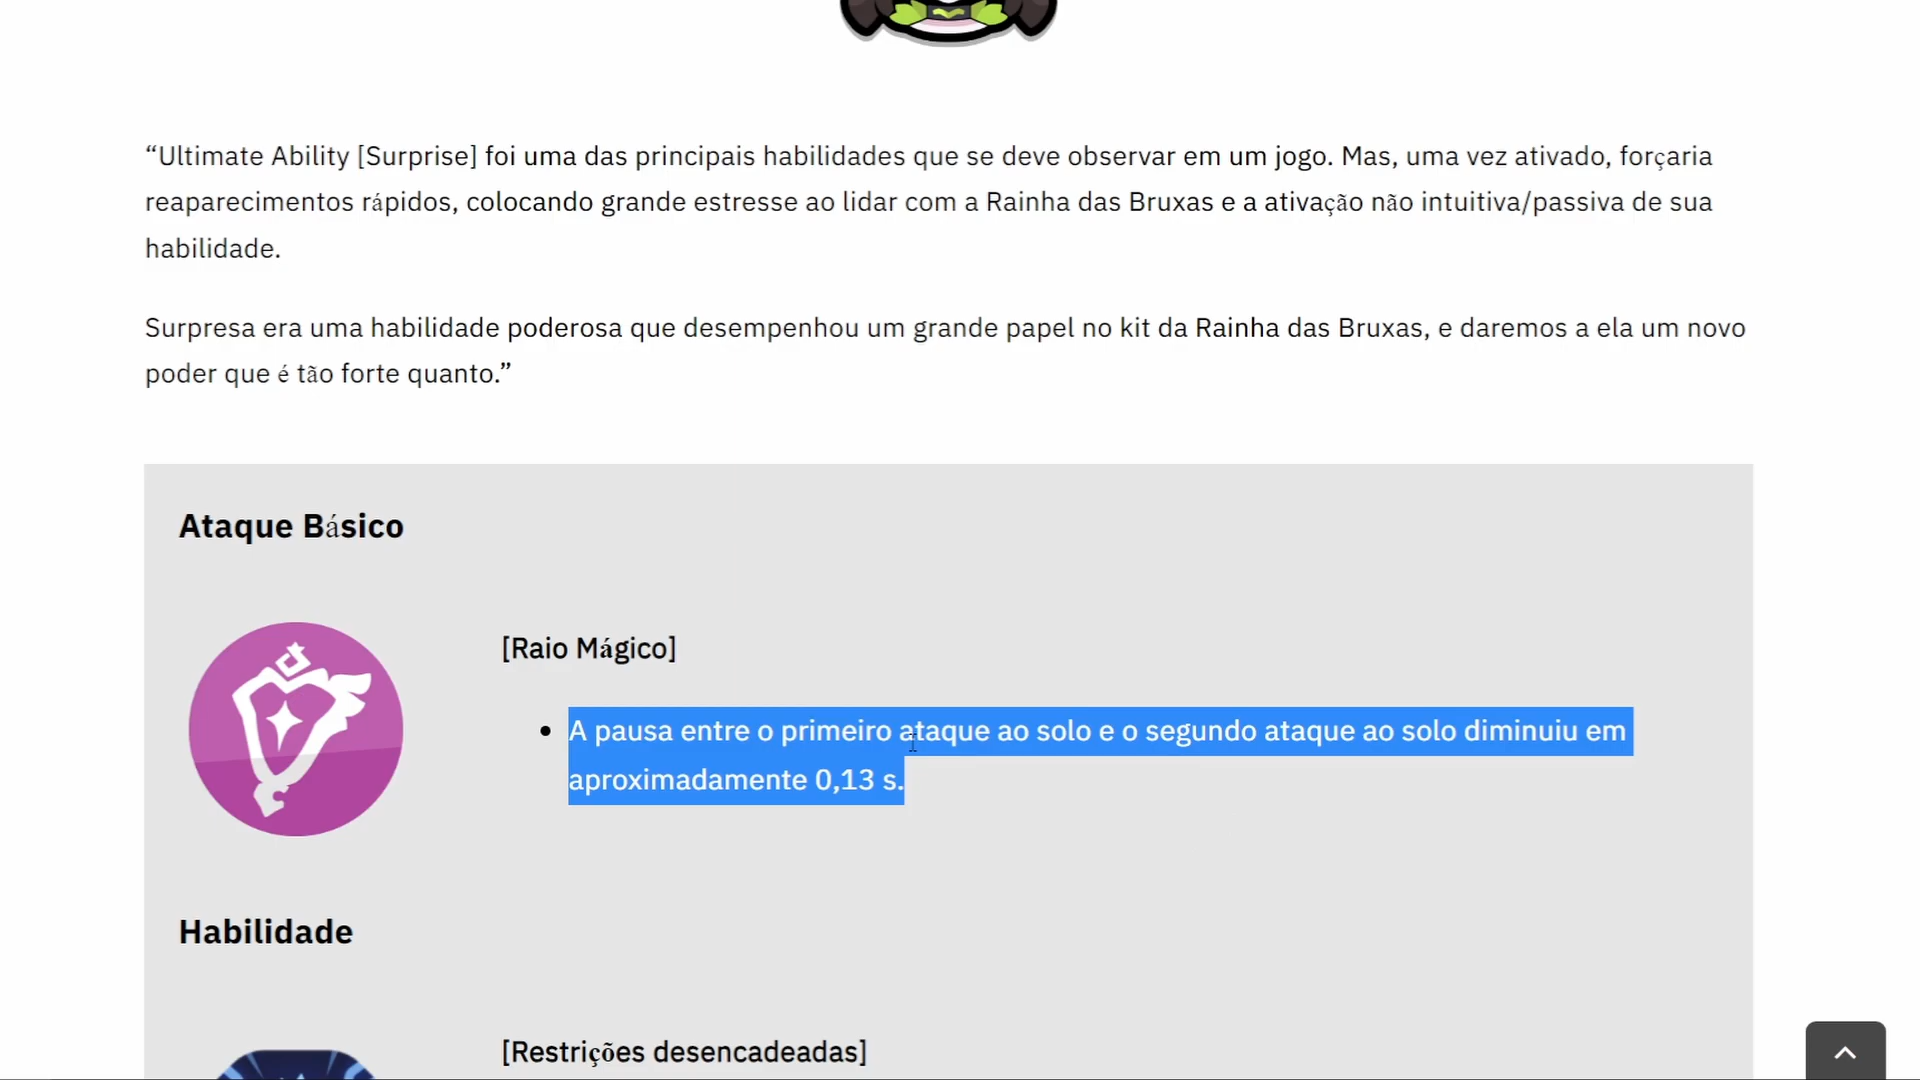 “Ultimate Ability [Surprise] foi uma das principais habilidades que se deve observar em um jogo. Mas, uma vez ativado, forçaria
reaparecimentos rápidos, colocando grande estresse ao lidar com a Rainha das Bruxas e a ativação não intuitiva/passiva de sua
habilidade.
Surpresa era uma habilidade poderosa que desempenhou um grande papel no kit da Rainha das Bruxas, e daremos a ela um novo
poder que é tão forte quanto.”
Ataque Básico
[Raio Mágico]
• A pausa entre o primeiro ataque ao solo e o segundo ataque ao solo diminuiu em
aproximadamente 0,13 s.
Habilidade
[Restrições desencadeadas]